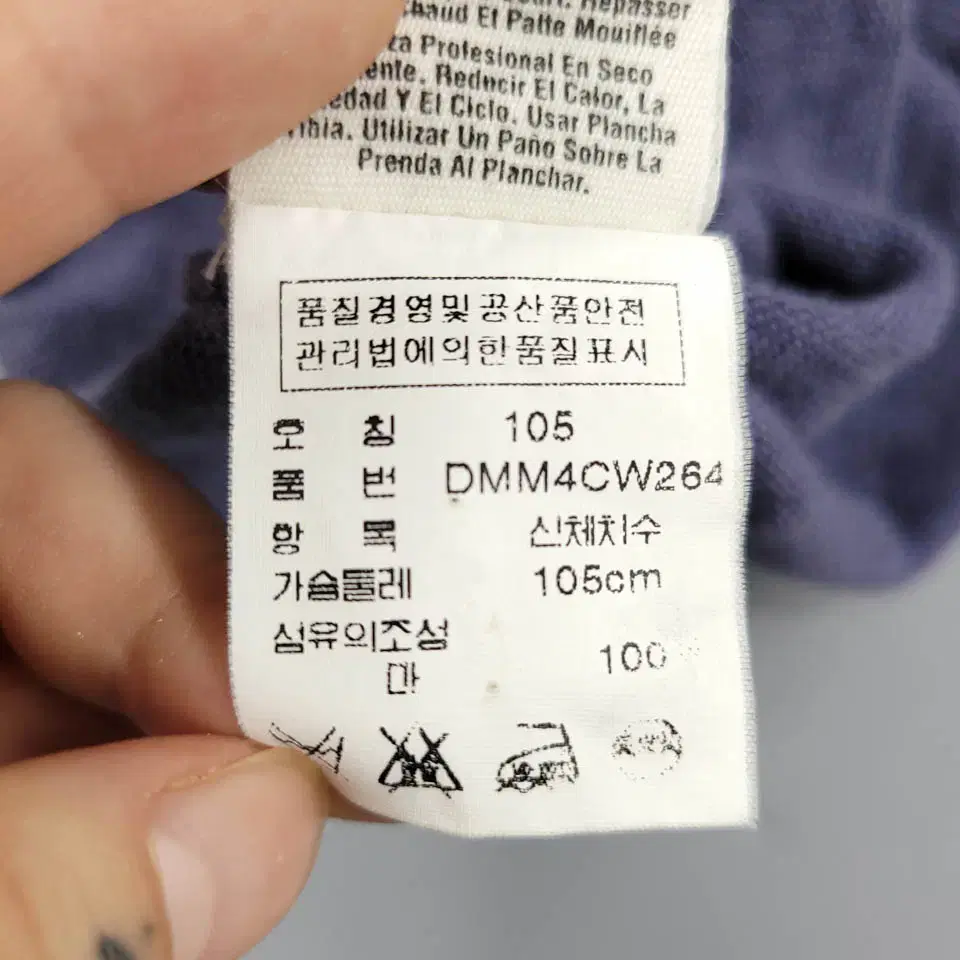 Repasser
Chaud Et Patte Mouillée
Profesional En Seco
Reducir El Calor, La
Y El Ciclo. Usar Plancha
Utilizar Un Paño Sobre La
Prenda Al Planchar.
품질경영및공산품안전
관리법에의한품질표시
호 칭 105
품 번 DMM4CW264
항 목 신체치수
가슴둘레 105cm
섬유의조성
마 100